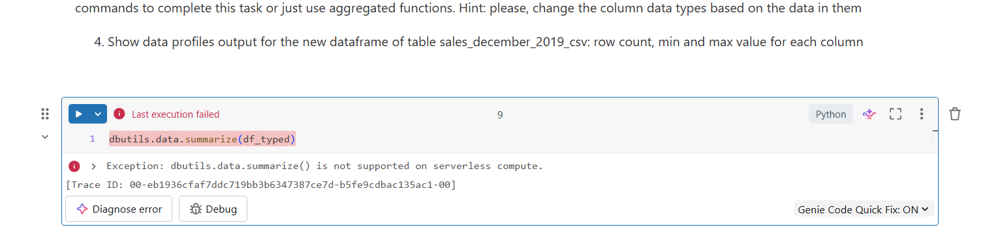 commands to complete this task or just use aggregated functions. Hint: please, change the column data types based on the data in them
4. Show data profiles output for the new dataframe of table sales_december_2019_csv: row count, min and max value for each column
Last execution failed
9
Python
1 dbutils.data.summarize(df_typed)
Exception: dbutils.data.summarize() is not supported on serverless compute.
[Trace ID: 00-eb1936cfaf7ddc719bb3b6347387ce7d-b5fe9cdbac135ac1-00]
Diagnose error
Debug
Genie Code Quick Fix: ON